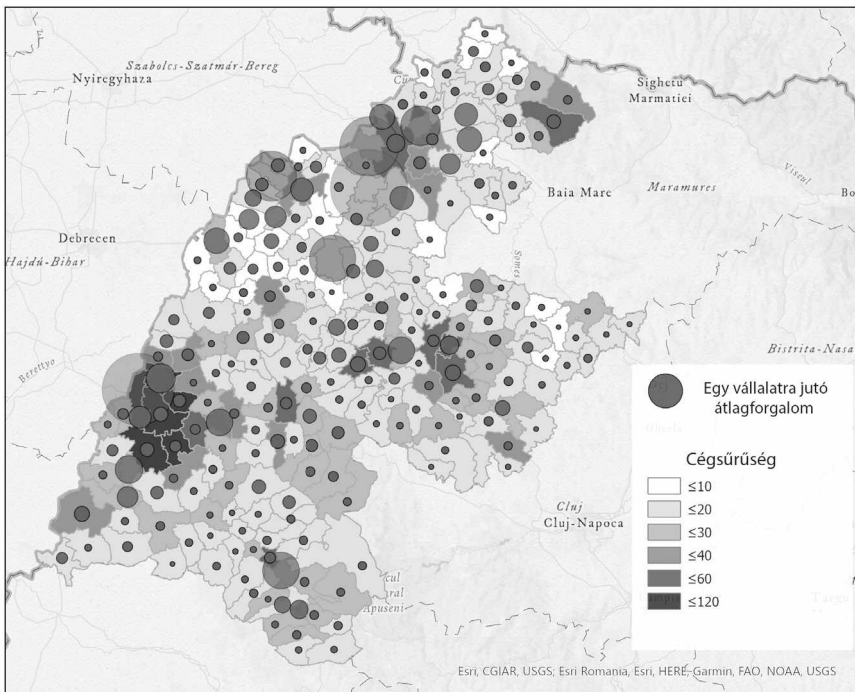 Szabolcs-Szatmár-Bereg
Nyiregyhaza
Sighetu
Marmatiei
Viseul
Baia Mare
Maramures
Debrecen
Hajdú-Bihar
Somes
Berettyo
Bistrita-Nasa
Egy vállalatra jutó
átlagforgalom
Cégsűrűség
≤10
≤20
≤30
≤40
≤60
≤120
Cluj
Cluj-Napoca
Apuseni
Esri, CGIAR, USGS; Esri Romania, Esri, HERE, Garmin, FAO, NOAA, USGS